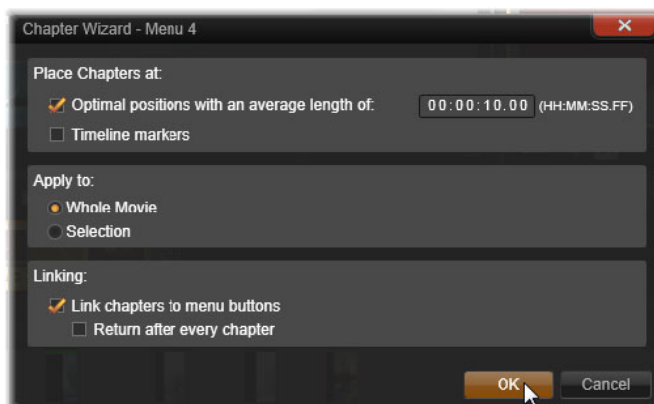 Chapter Wizard - Menu 4
Place Chapters at:
Optimal positions with an average length of: 00:00:10.00 (HH:MM:SS.FF)
Timeline markers
Apply to:
Whole Movie
Selection
Linking:
Link chapters to menu buttons
Return after every chapter
OK Cancel